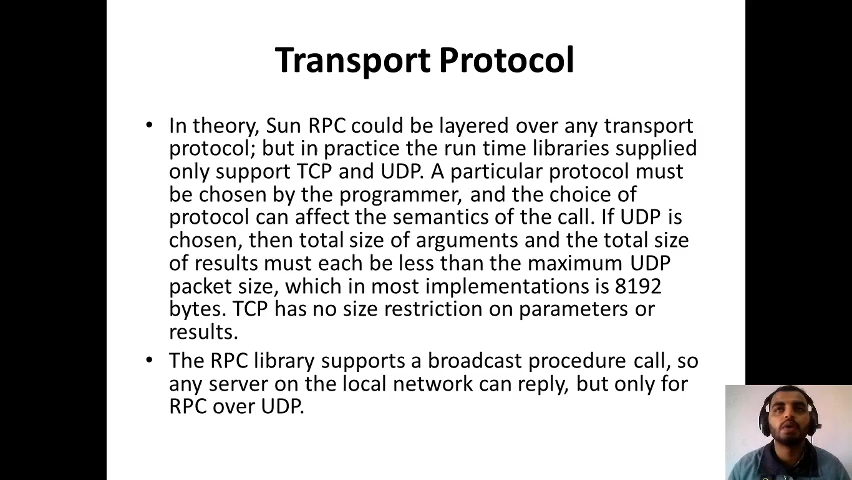 Transport Protocol
• In theory, Sun RPC could be layered over any transport
protocol; but in practice the run time libraries supplied
only support TCP and UDP. A particular protocol must
be chosen by the programmer, and the choice of
protocol can affect the semantics of the call. If UDP is
chosen, then total size of arguments and the total size
of results must each be less than the maximum UDP
packet size, which in most implementations is 8192
bytes. TCP has no size restriction on parameters or
results.
• The RPC library supports a broadcast procedure call, so
any server on the local network can reply, but only for
RPC over UDP.